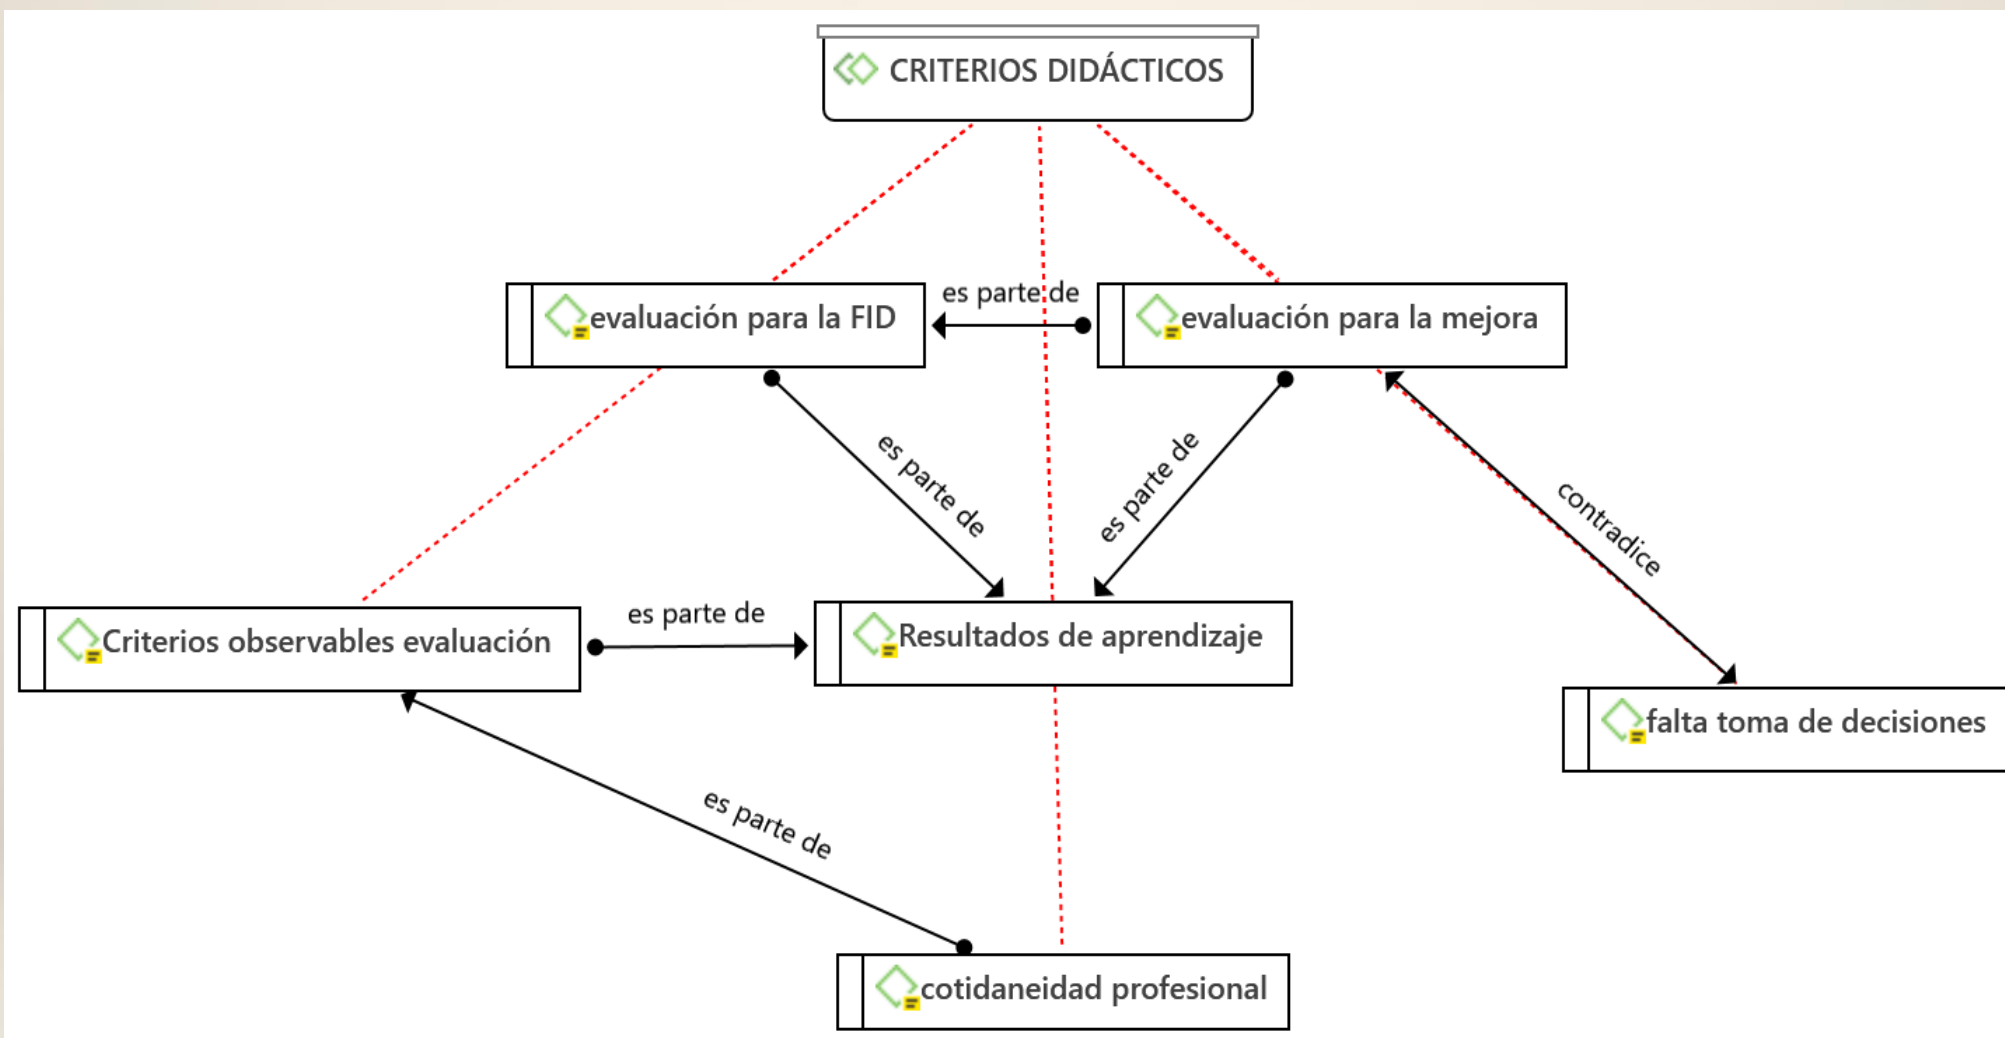 CRITERIOS DIDÁCTICOS
es parte de
evaluación para la FID
evaluación para la mejora
es parte de
es parte de
contradice
es parte de
Criterios observables evaluación
Resultados de aprendizaje
falta toma de decisiones
es parte de
cotidaneidad profesional